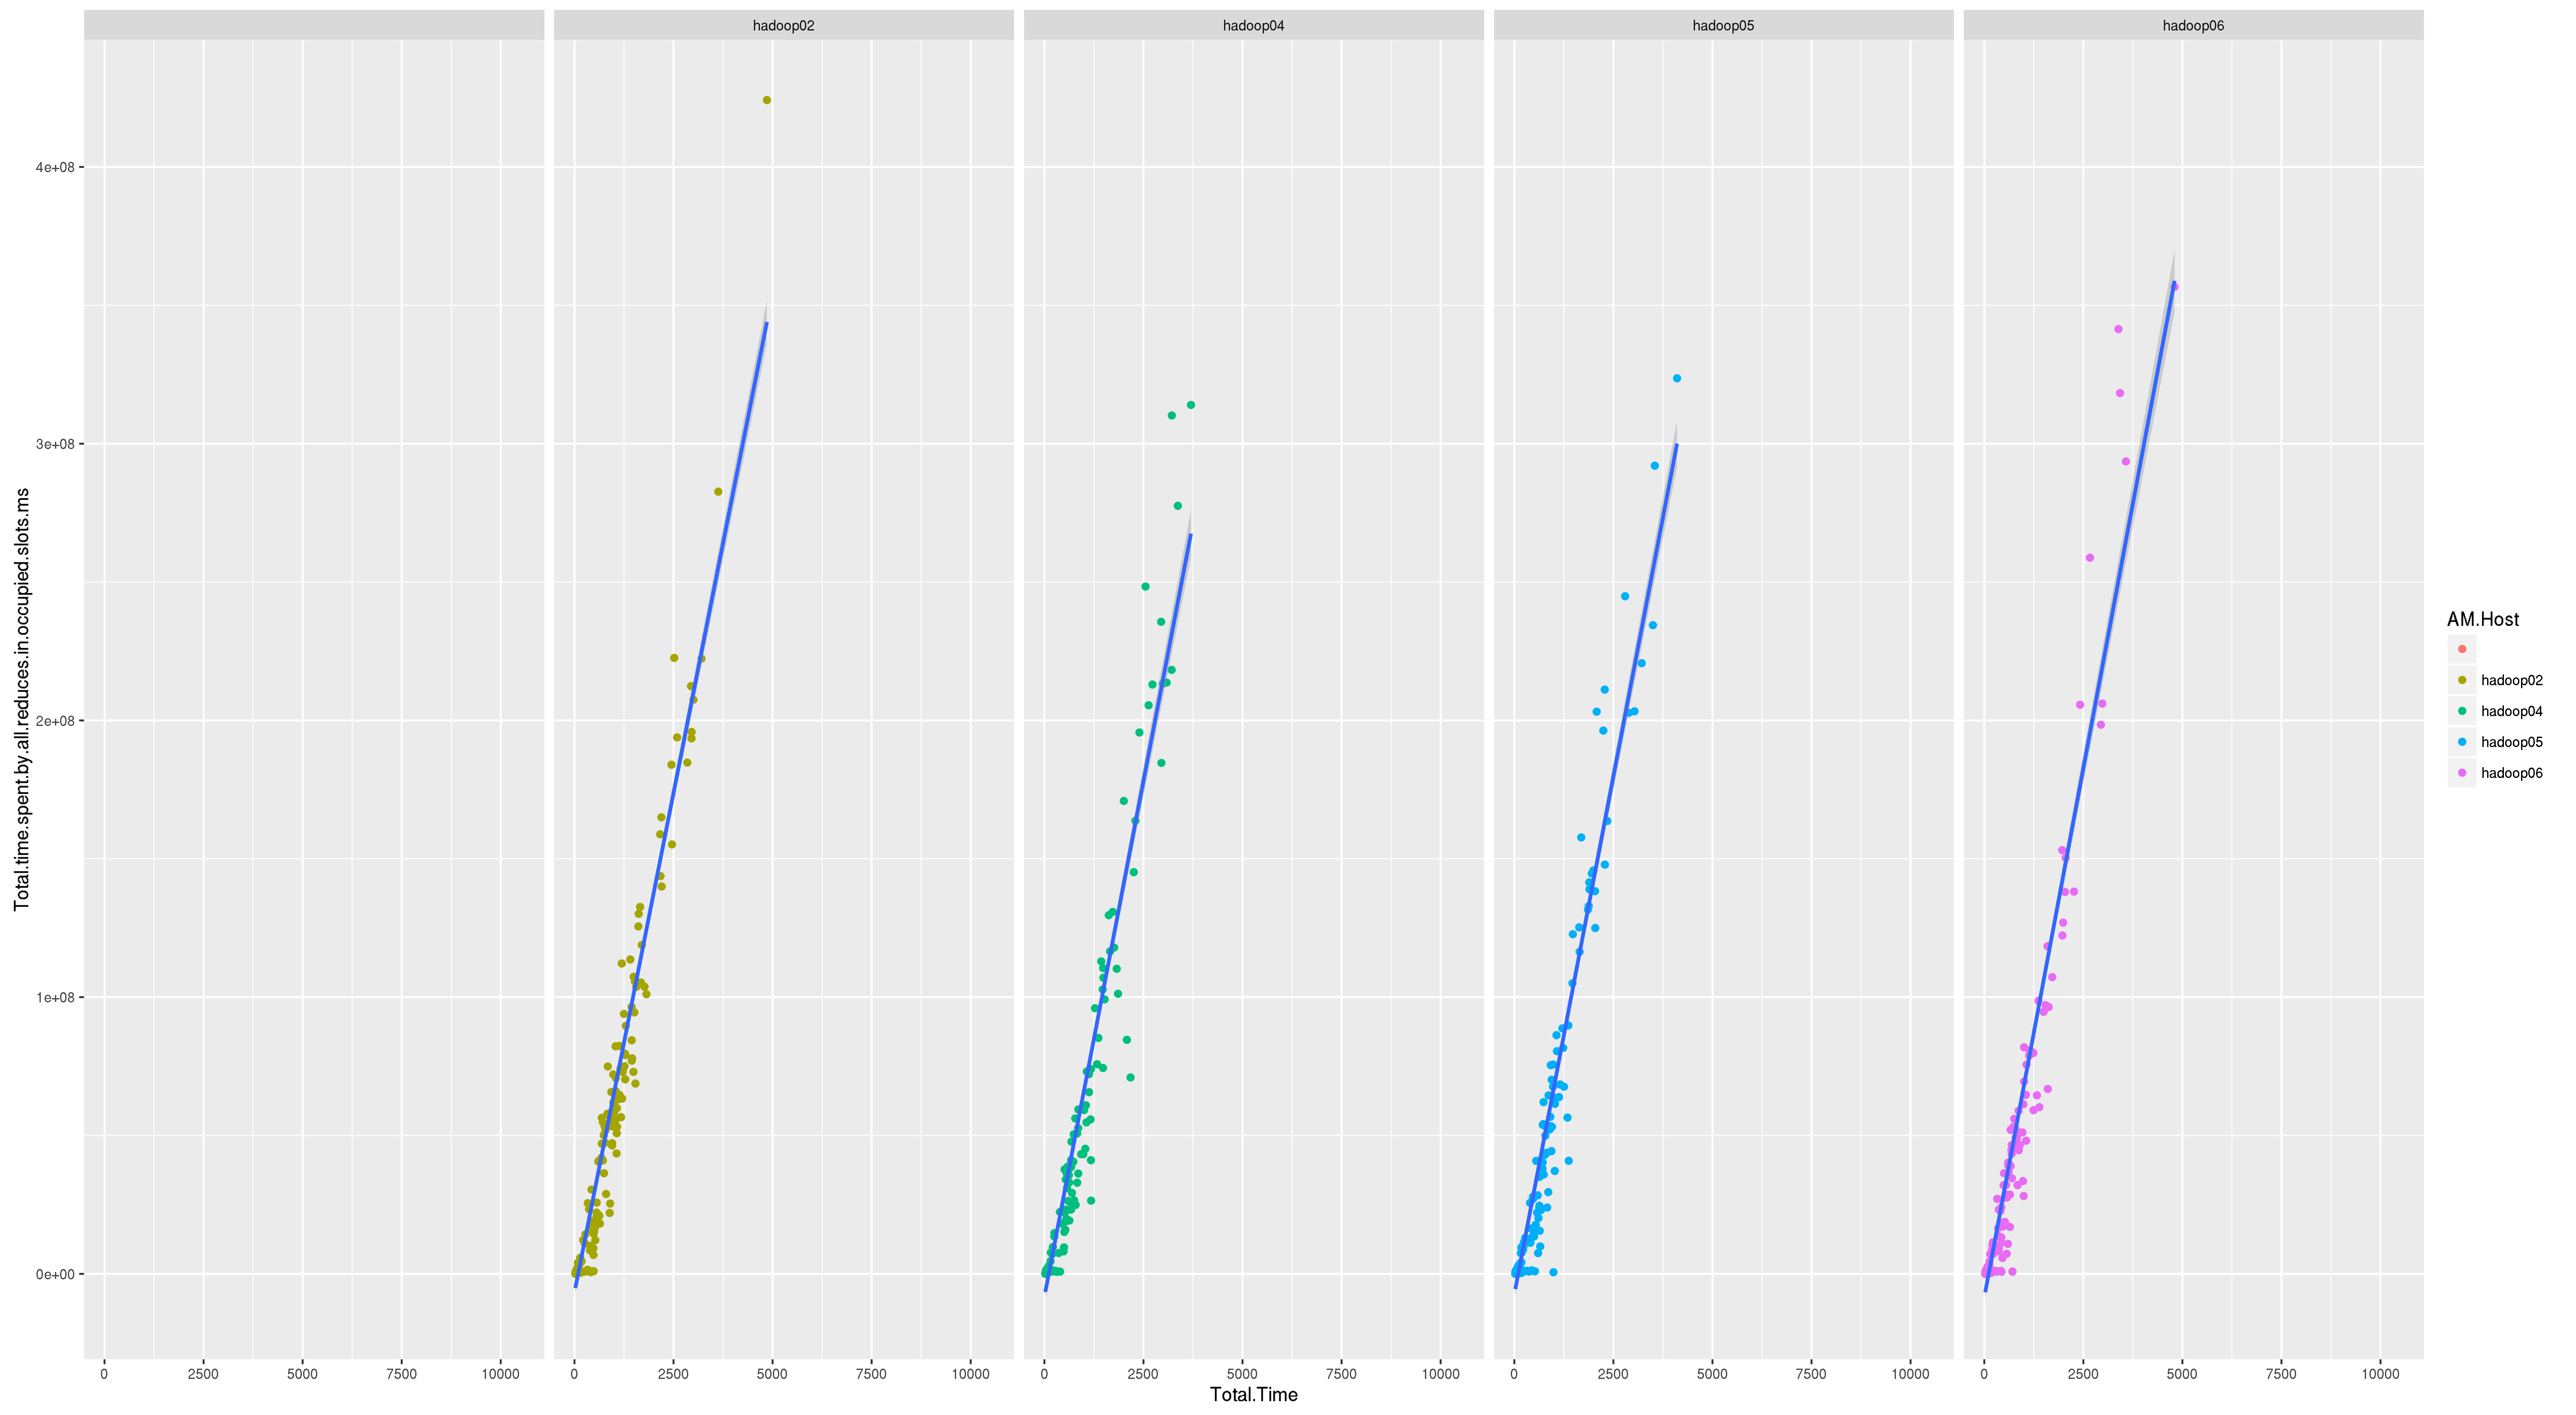 hadoop02 hadoop04 hadoop05 hadoop06
4e+08
3e+08
2e+08
1e+08
0e+00
Total.time.spent.by.all.reduces.in.occupied.slots.ms
0 2500 5000 7500 10000 0 2500 5000 7500 10000 0 2500 5000 7500 10000 0 2500 5000 7500 10000 0 2500 5000 7500 10000
Total.Time
AM.Host
hadoop02
hadoop04
hadoop05
hadoop06